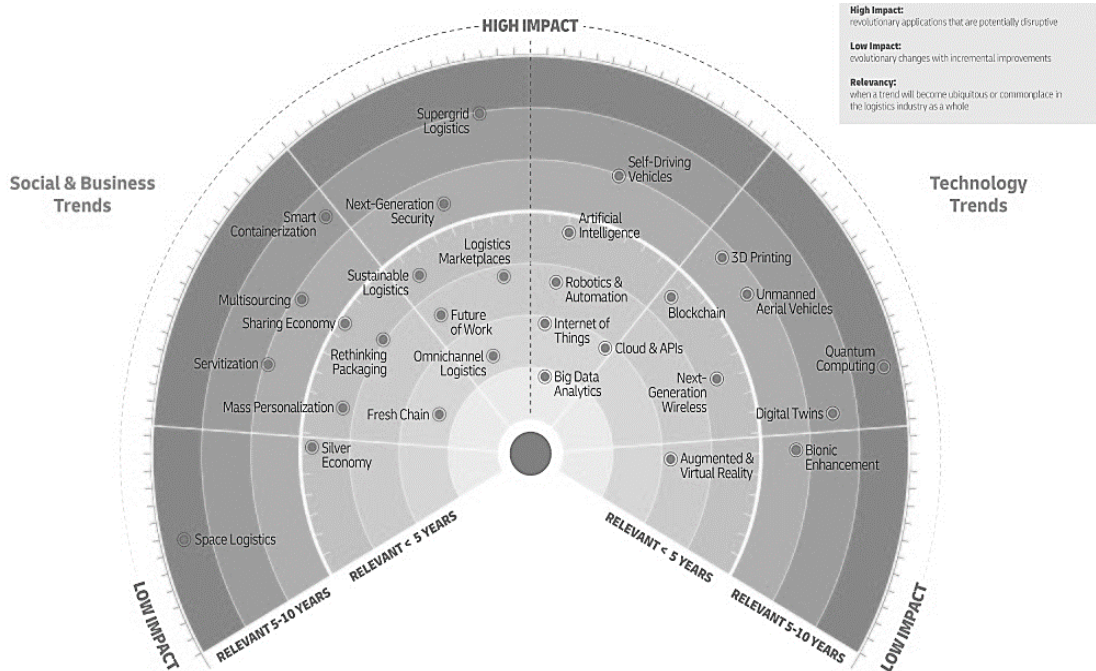 HIGH IMPACT
High Impact:
revolutionary applications that are potentially disruptive
Low Impact:
evolutionary changes with incremental improvements
Relevancy:
when a trend will become ubiquitous or commonplace in
the logistics industry as a whole
Social & Business
Trends
Technology
Trends
Supergrid
Logistics
Self-Driving
Vehicles
Next-Generation
Security
Smart
Containerization
Artificial
Intelligence
Logistics
Marketplaces
3D Printing
Sustainable
Logistics
Robotics &
Automation
Unmanned
Aerial Vehicles
Multisourcing
Blockchain
Sharing Economy
Future
of Work
Internet of
Things
Rethinking
Packaging
Omnichannel
Logistics
Cloud & APIs
Quantum
Computing
Servitization
Big Data
Analytics
Next-
Generation
Wireless
Mass Personalization
Fresh Chain
Digital Twins
Silver
Economy
Augmented &
Virtual Reality
Bionic
Enhancement
Space Logistics
RELEVANT < 5 YEARS
RELEVANT < 5 YEARS
RELEVANT 5-10 YEARS
RELEVANT 5-10 YEARS
LOW IMPACT
LOW IMPACT